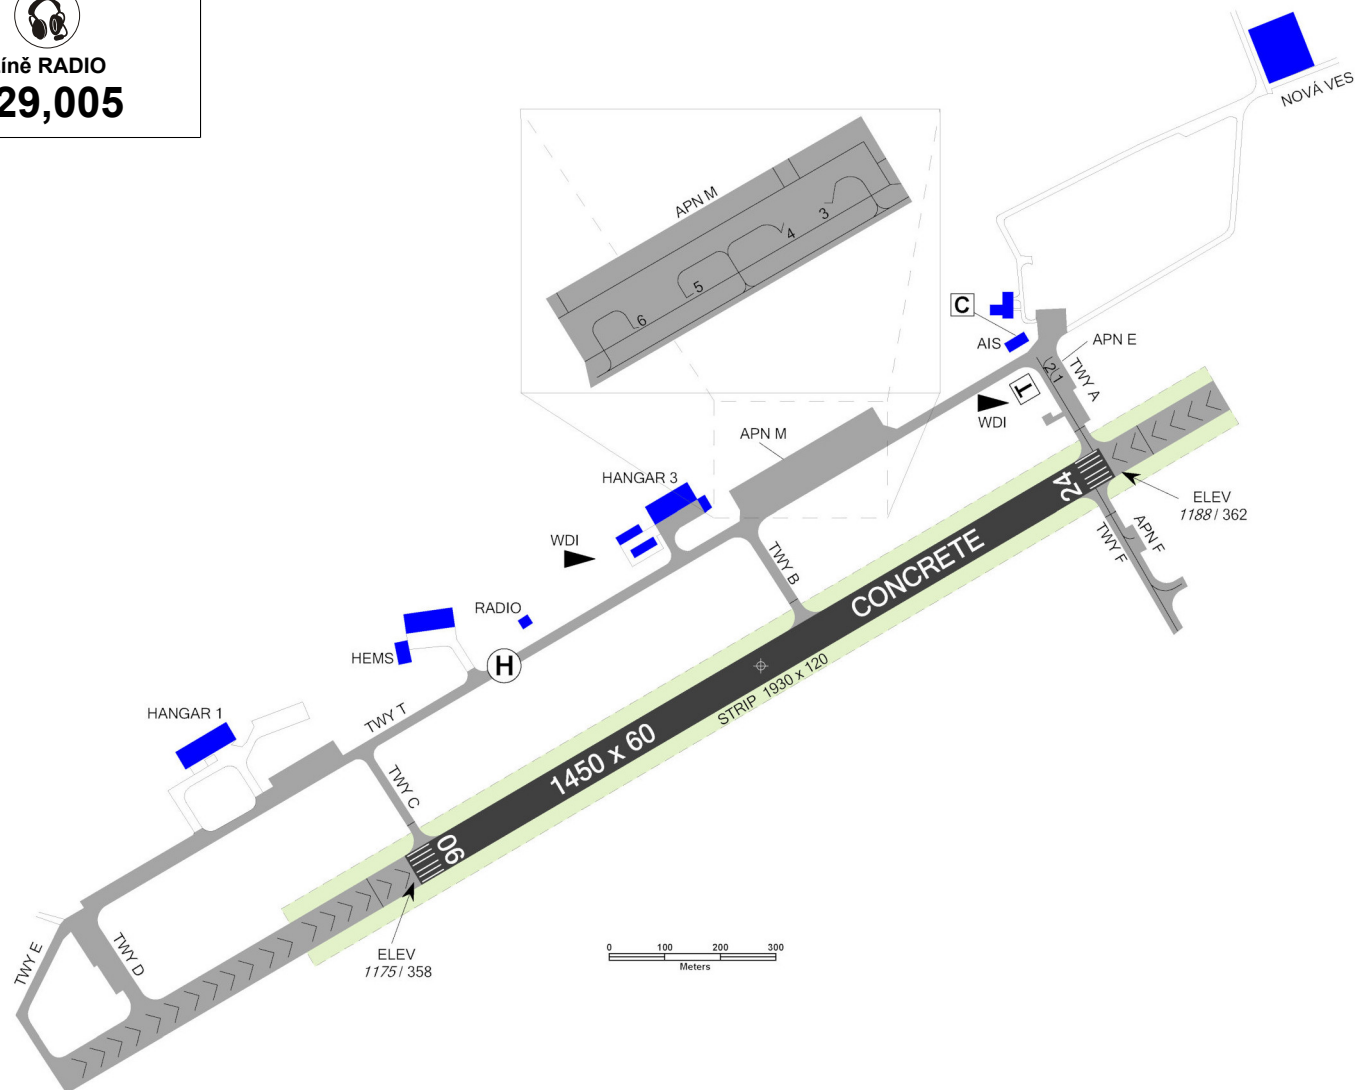 íně RADIO
29,005
NOVÁ VES
APN M
3
4
5
6
C
AIS
APN E
2 1
TWY A
T
WDI
APN M
HANGAR 3
24
ELEV
1188 / 362
WDI
TWY B
CONCRETE
TWY F
APN F
RADIO
HEMS
H
STRIP 1930 x 120
HANGAR 1
TWY T
1450 x 60
TWY C
06
TWY E
TWY D
ELEV
1175 / 358
0 100 200 300
Meters